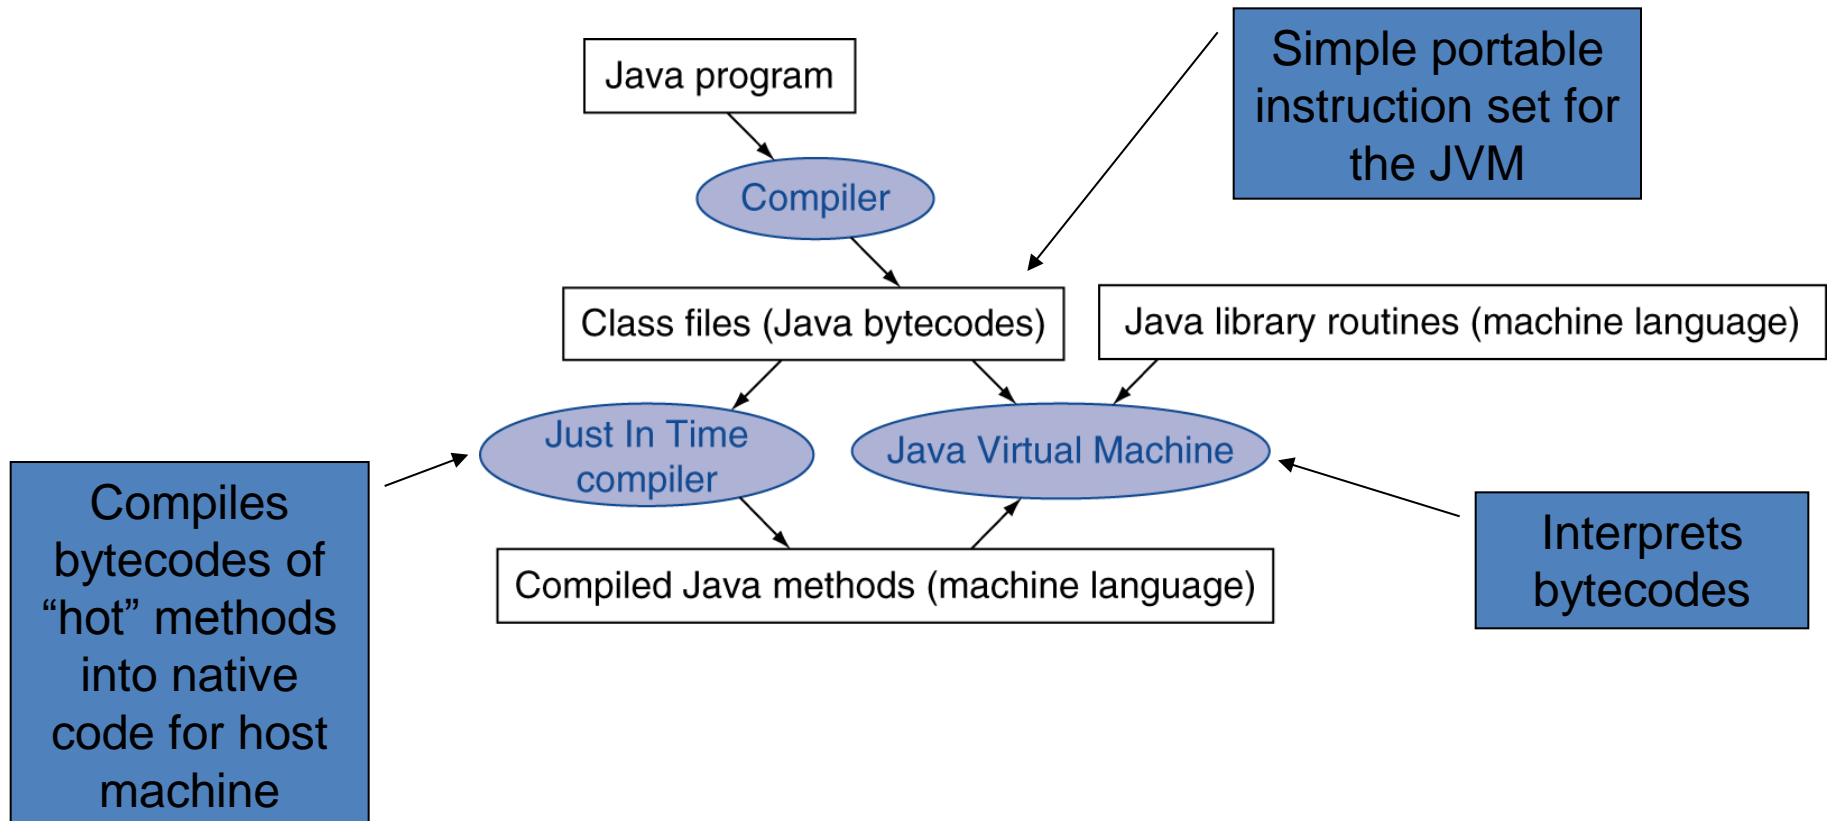 Java program
Simple portable
instruction set for
the JVM
Compiler
Class files (Java bytecodes)
Java library routines (machine language)
Just In Time
compiler
Java Virtual Machine
Compiles
bytecodes of
“hot” methods
into native
code for host
machine
Interprets
bytecodes
Compiled Java methods (machine language)